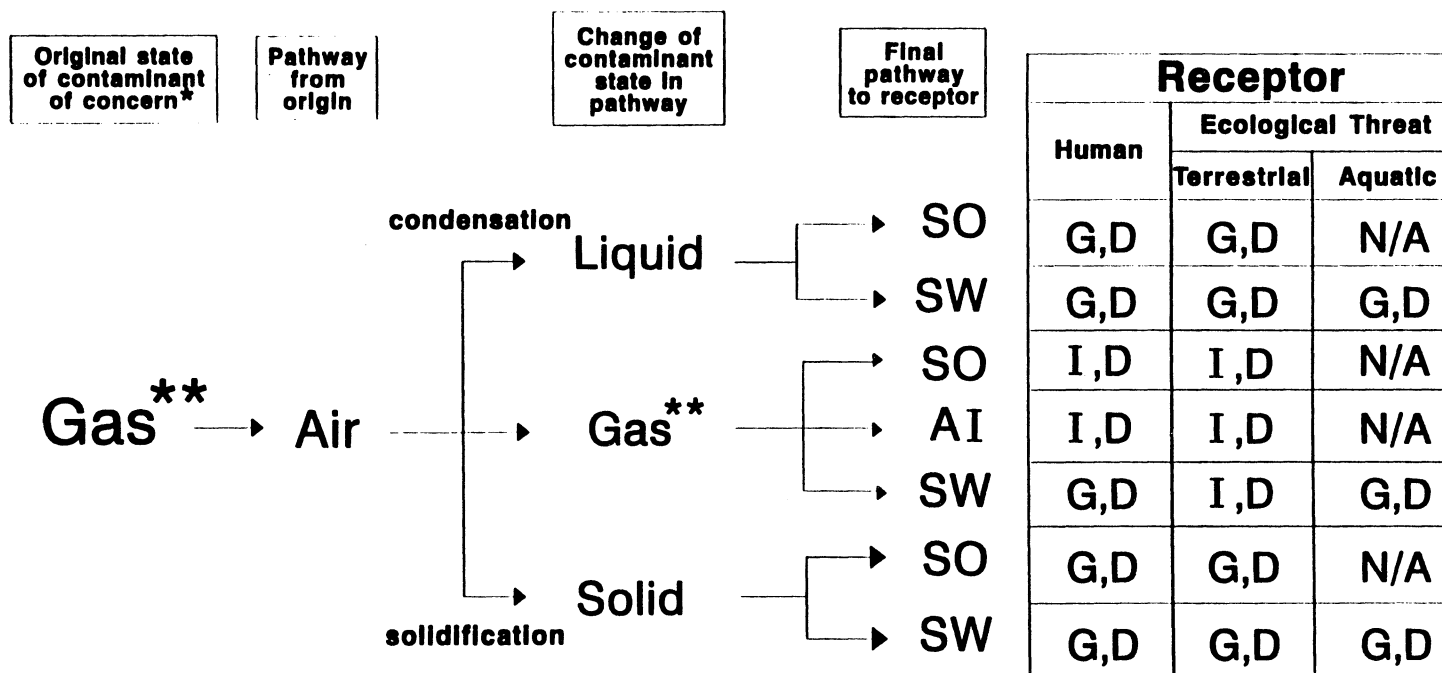 Original state
of contaminant
of concern*
Pathway
from
origin
Change of
contaminant
state in
pathway
Final
pathway
to receptor
Receptor
Human
Ecological Threat
Terrestrial
Aquatic
condensation
Liquid
SO
G,D
G,D
N/A
SW
G,D
G,D
G,D
Gas**
Air
Gas**
SO
I,D
I,D
N/A
AI
I,D
I,D
N/A
SW
G,D
I,D
G,D
solidification
Solid
SO
G,D
G,D
N/A
SW
G,D
G,D
G,D